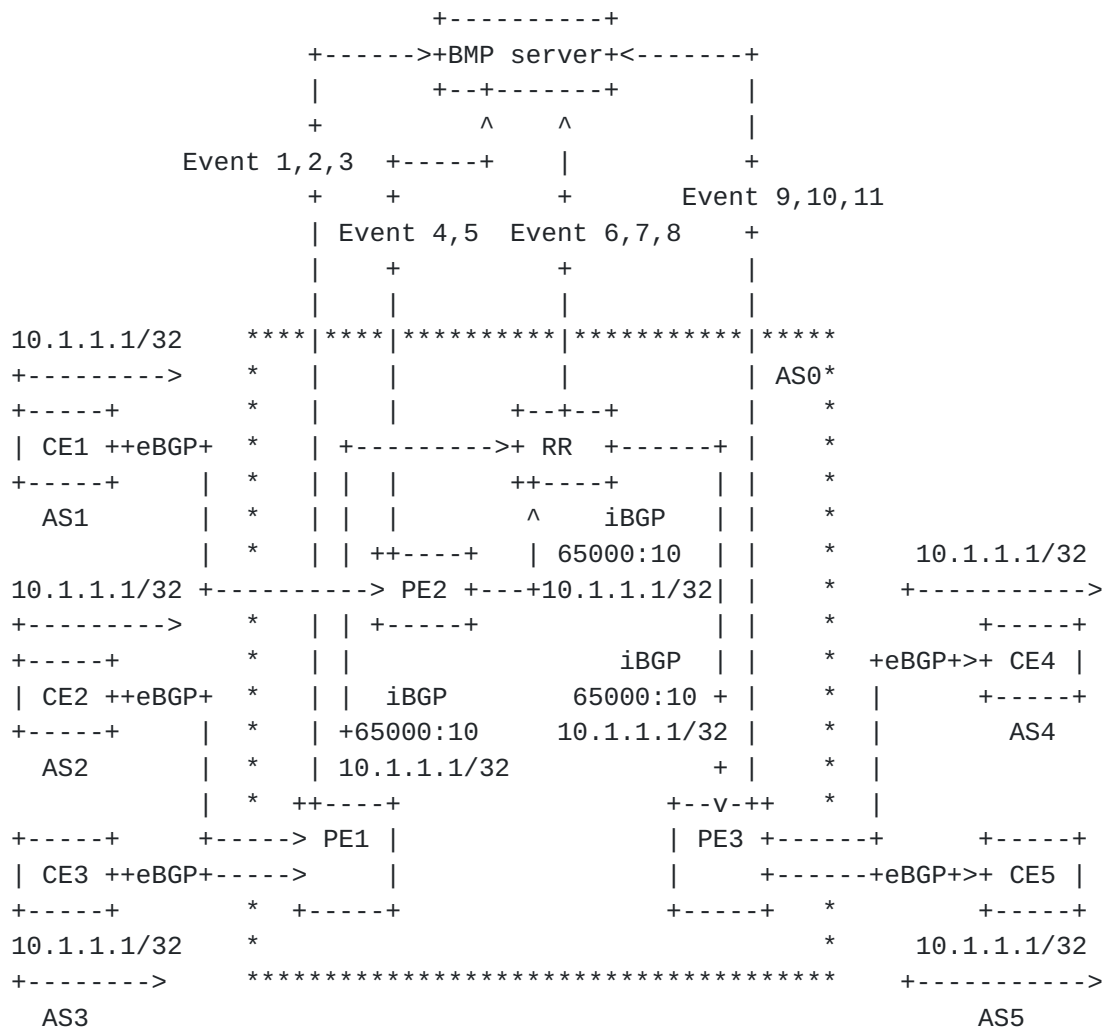 +----------+
                   +------>+BMP server+<-------+
                   |       +--+-------+        |
                   +          ^    ^           |
          Event 1,2,3  +-----+     |           +
                   +    +          +       Event 9,10,11
                   | Event 4,5  Event 6,7,8    +
                   |    +          +           |
                   |    |          |           |
10.1.1.1/32    ****|****|**********|***********|*****
+--------->    *   |    |          |           | AS0*
+-----+        *   |    |       +--+--+        |    *
| CE1 ++eBGP+  *   | +--------->+ RR  +------+ |    *
+-----+     |  *   | |  |       ++----+      | |    *
  AS1       |  *   | |  |        ^    iBGP   | |    *
            |  *   | | ++----+   | 65000:10  | |    *     10.1.1.1/32
10.1.1.1/32 +----------> PE2 +---+10.1.1.1/32| |    *    +----------->
+--------->    *   | | +-----+               | |    *         +-----+
+-----+        *   | |                 iBGP  | |    *  +eBGP+>+ CE4 |
| CE2 ++eBGP+  *   | |  iBGP        65000:10 + |    *  |      +-----+
+-----+     |  *   | +65000:10     10.1.1.1/32 |    *  |        AS4
  AS2       |  *   | 10.1.1.1/32             + |    *  |
            |  *  ++----+                 +--v-++   *  |
+-----+     +-----> PE1 |                 | PE3 +------+      +-----+
| CE3 ++eBGP+----->     |                 |     +------+eBGP+>+ CE5 |
+-----+        *  +-----+                 +-----+   *         +-----+
10.1.1.1/32    *                                    *     10.1.1.1/32
+-------->     **************************************    +----------->
  AS3                                                         AS5